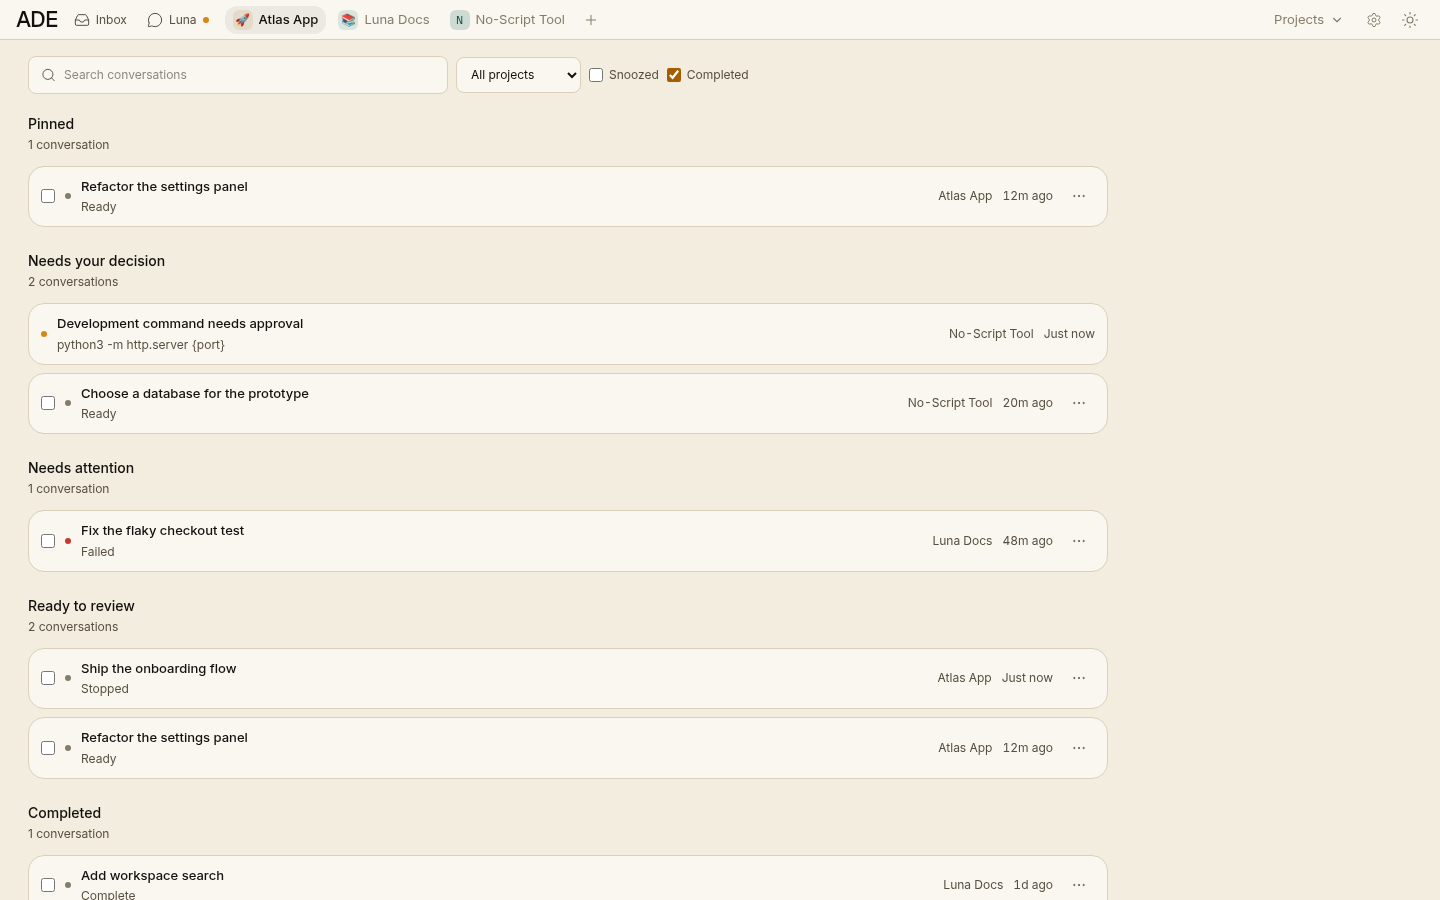 ADE Inbox Luna Atlas App Luna Docs N No-Script Tool Projects
Search conversations All projects Snoozed Completed
Pinned
1 conversation
Refactor the settings panel
Ready
Atlas App 12m ago
Needs your decision
2 conversations
Development command needs approval
python3 -m http.server {port}
No-Script Tool Just now
Choose a database for the prototype
Ready
No-Script Tool 20m ago
Needs attention
1 conversation
Fix the flaky checkout test
Failed
Luna Docs 48m ago
Ready to review
2 conversations
Ship the onboarding flow
Stopped
Atlas App Just now
Refactor the settings panel
Ready
Atlas App 12m ago
Completed
1 conversation
Add workspace search
Complete
Luna Docs 1d ago